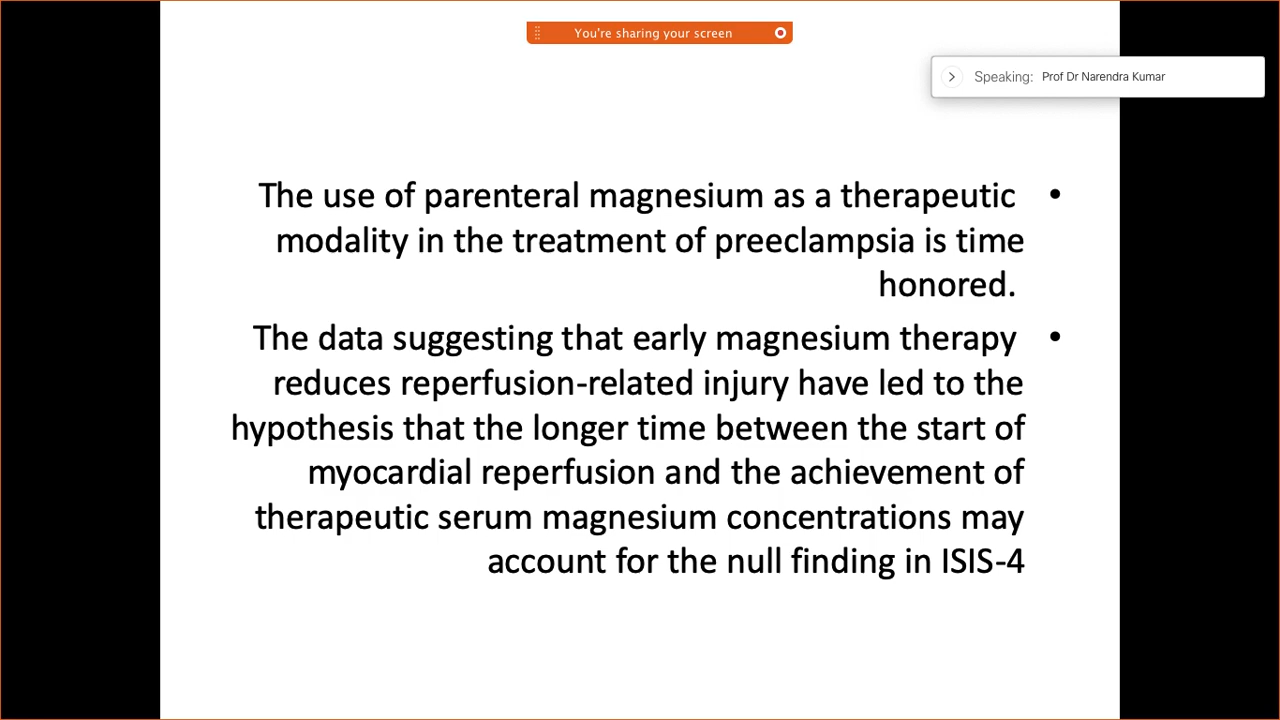 You're sharing your screen
Speaking: Prof Dr Narendra Kumar
• The use of parenteral magnesium as a therapeutic
modality in the treatment of preeclampsia is time
honored.
• The data suggesting that early magnesium therapy
reduces reperfusion-related injury have led to the
hypothesis that the longer time between the start of
myocardial reperfusion and the achievement of
therapeutic serum magnesium concentrations may
account for the null finding in ISIS-4